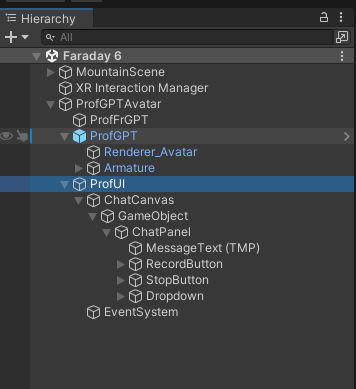 Hierarchy
All
Faraday 6
MountainScene
XR Interaction Manager
ProfGPTAvatar
ProfFrGPT
ProfGPT
Renderer_Avatar
Armature
ProfUI
ChatCanvas
GameObject
ChatPanel
MessageText (TMP)
RecordButton
StopButton
Dropdown
EventSystem